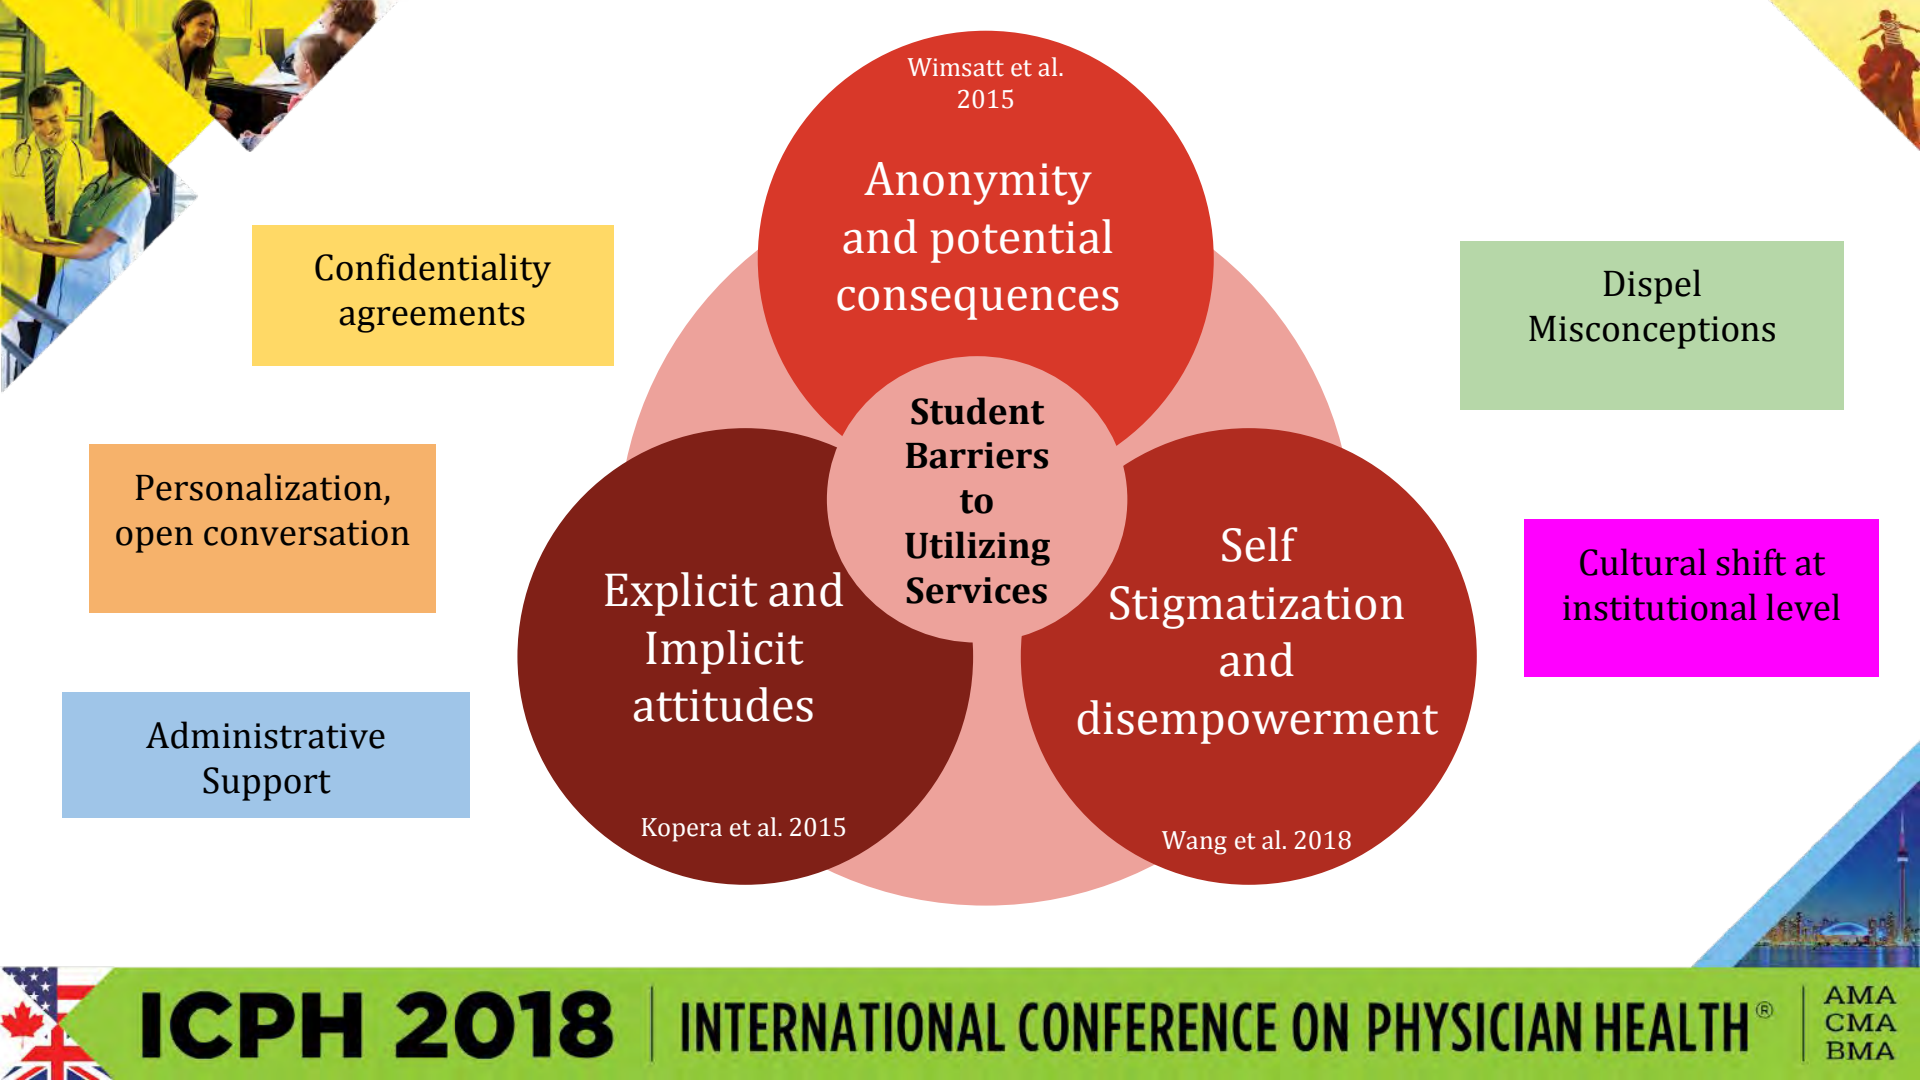 Wimsatt et al.
2015
Anonymity
and potential
consequences
Confidentiality
agreements
Dispel
Misconceptions
Student
Barriers
to
Utilizing
Services
Personalization,
open conversation
Explicit and
Implicit
attitudes
Kopera et al. 2015
Self
Stigmatization
and
disempowerment
Wang et al. 2018
Cultural shift at
institutional level
Administrative
Support
ICPH 2018
INTERNATIONAL CONFERENCE ON PHYSICIAN HEALTH®
AMA
CMA
BMA